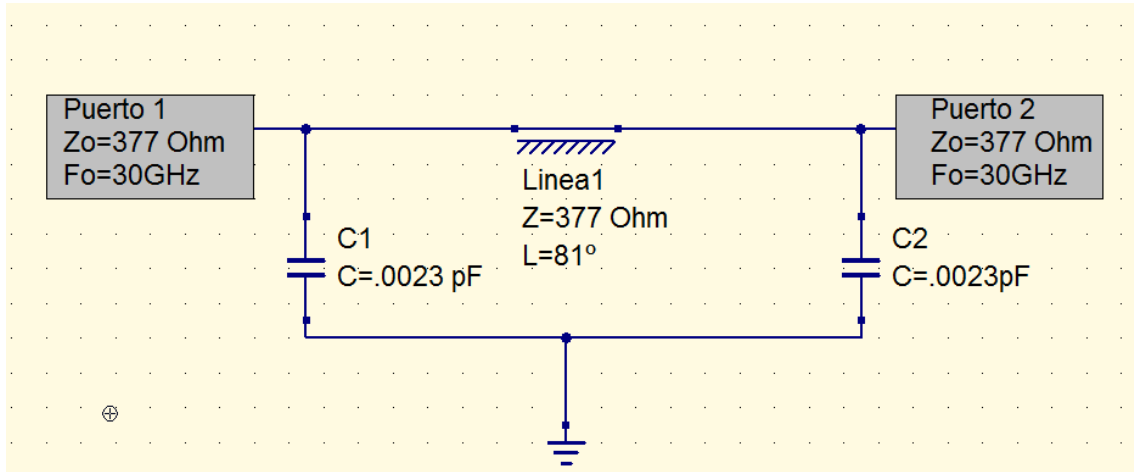 Puerto 1
Zo=377 Ohm
Fo=30GHz
Puerto 2
Zo=377 Ohm
Fo=30GHz
Linea1
Z=377 Ohm
L=81º
C1
C=.0023 pF
C2
C=.0023pF